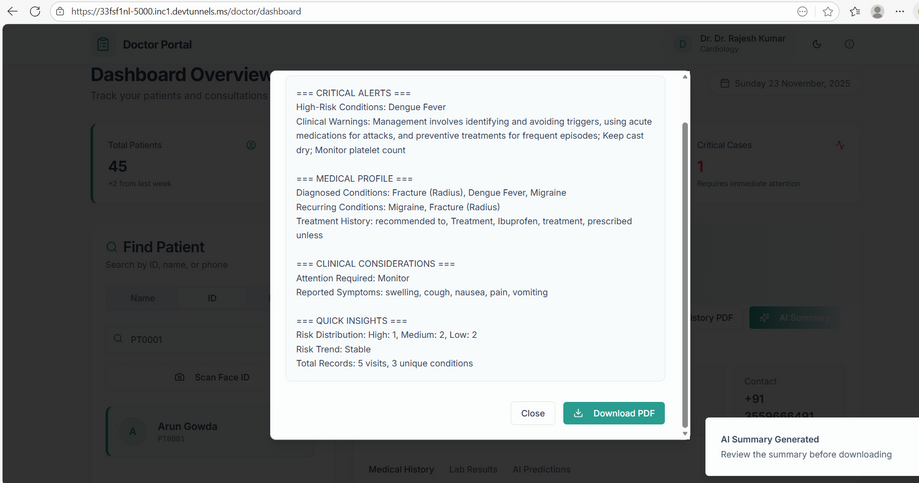 https://33fsf1nl-5000.inc1.devtunnels.ms/doctor/dashboard
Doctor Portal
D
Dr. Dr. Rajesh Kumar
Cardiology
Dashboard Overview
Track your patients and consultations
Sunday 23 November, 2025
Total Patients
45
+2 from last week
Critical Cases
1
Requires immediate attention
Find Patient
Search by ID, name, or phone
Name
ID
PT0001
Scan Face ID
A
Arun Gowda
PT0001
=== CRITICAL ALERTS ===
High-Risk Conditions: Dengue Fever
Clinical Warnings: Management involves identifying and avoiding triggers, using acute
medications for attacks, and preventive treatments for frequent episodes; Keep cast
dry; Monitor platelet count
=== MEDICAL PROFILE ===
Diagnosed Conditions: Fracture (Radius), Dengue Fever, Migraine
Recurring Conditions: Migraine, Fracture (Radius)
Treatment History: recommended to, Treatment, Ibuprofen, treatment, prescribed
unless
=== CLINICAL CONSIDERATIONS ===
Attention Required: Monitor
Reported Symptoms: swelling, cough, nausea, pain, vomiting
=== QUICK INSIGHTS ===
Risk Distribution: High: 1, Medium: 2, Low: 2
Risk Trend: Stable
Total Records: 5 visits, 3 unique conditions
Close
Download PDF
PDF
AI Summary
Contact
+91
Medical History
Lab Results
AI Predictions
AI Summary Generated
Review the summary before downloading